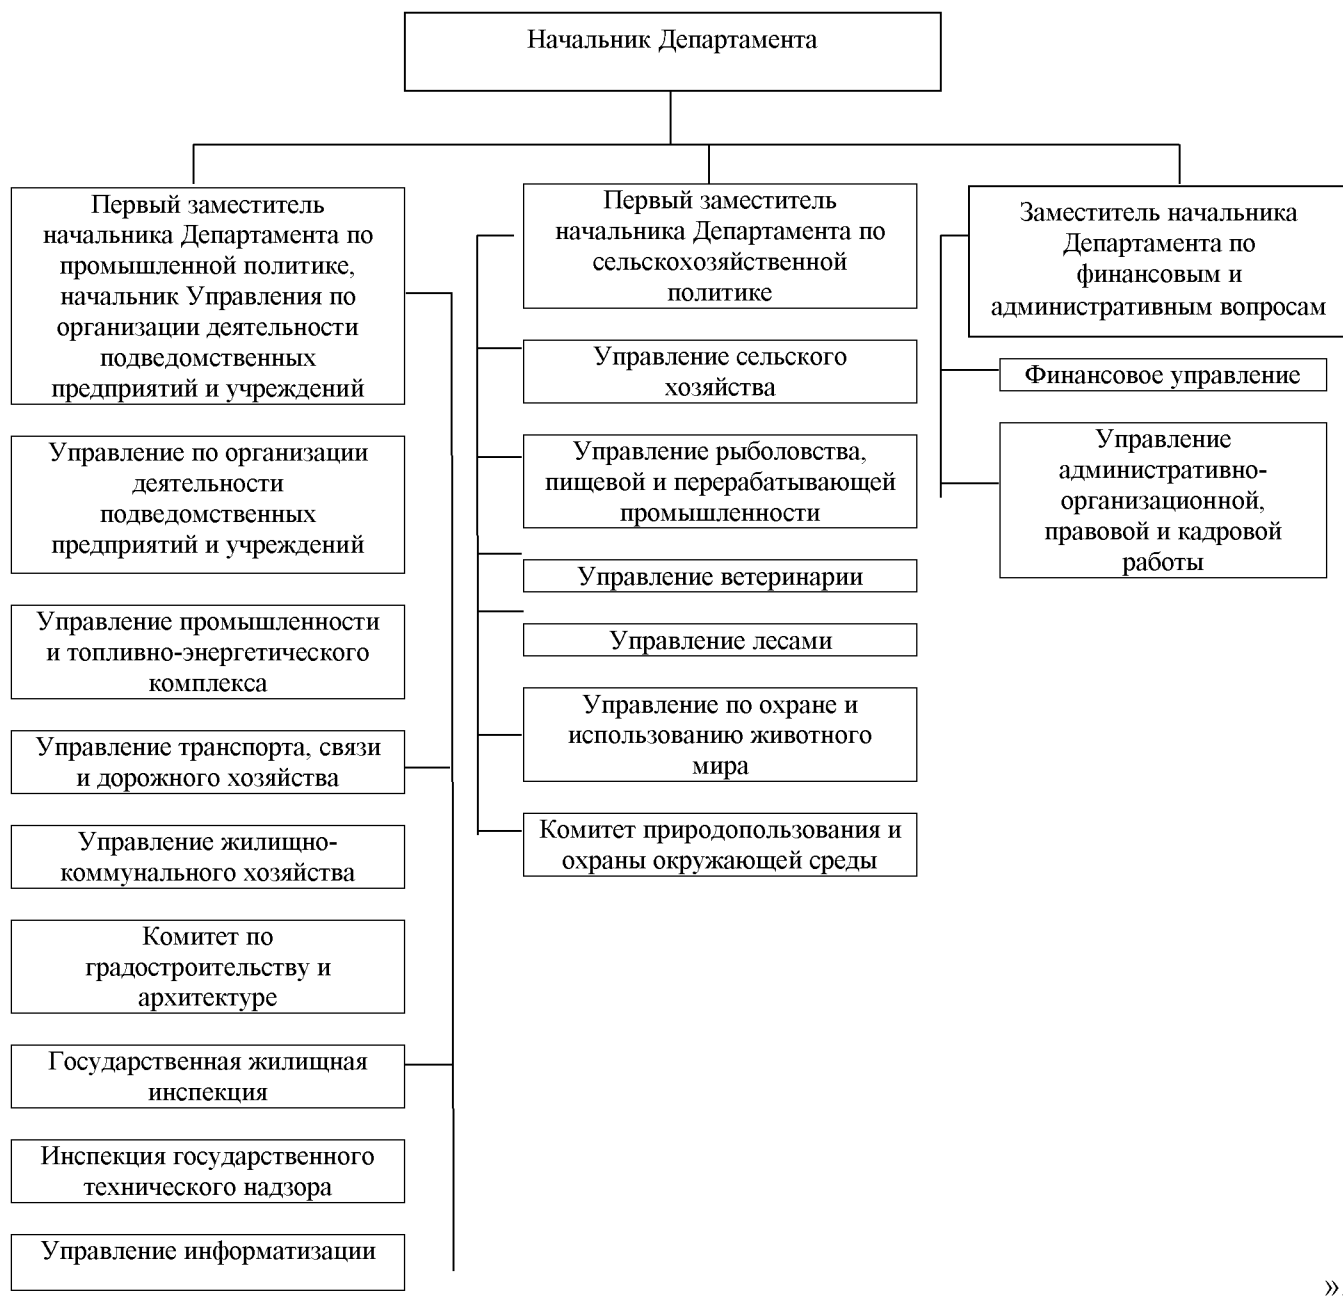 Начальник Департамента
Первый заместитель
начальника Департамента по
промышленной политике,
начальник Управления по
организации деятельности
подведомственных
предприятий и учреждений
Управление по организации
деятельности
подведомственных
предприятий и учреждений
Управление промышленности
и топливно-энергетического
комплекса
Управление транспорта, связи
и дорожного хозяйства
Управление жилищно-
коммунального хозяйства
Комитет по
градостроительству и
архитектуре
Государственная жилищная
инспекция
Инспекция государственного
технического надзора
Управление информатизации
Первый заместитель
начальника Департамента по
сельскохозяйственной
политике
Управление сельского
хозяйства
Управление рыболовства,
пищевой и перерабатывающей
промышленности
Управление ветеринарии
Управление лесами
Управление по охране и
использованию животного
мира
Комитет природопользования и
охраны окружающей среды
Заместитель начальника
Департамента по
финансовым и
административным вопросам
Финансовое управление
Управление
административно-
организационной,
правовой и кадровой
работы
»